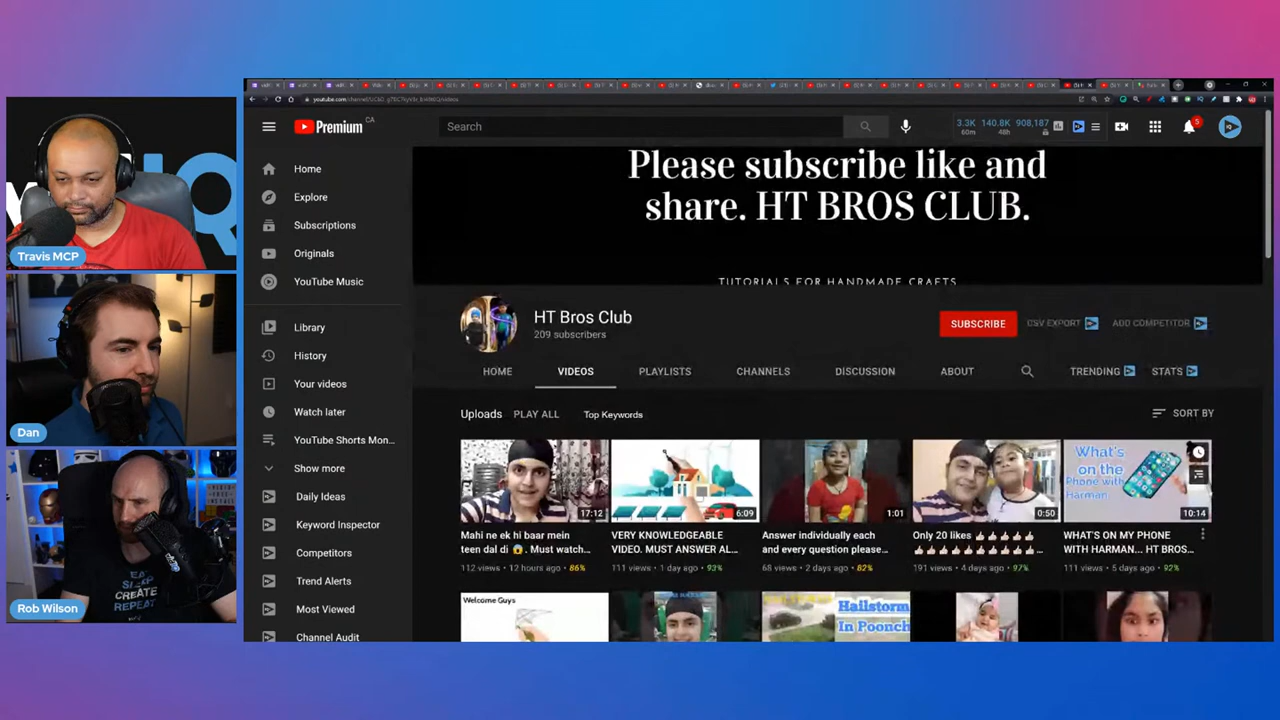 Premium CA
Search
3.3K 140.8K 908,187
60m 48h
5
Travis MCP
Dan
EAT
SLEEP
CREATE
REPEAT
Rob Wilson
Home
Explore
Subscriptions
Originals
YouTube Music
Library
History
Your videos
Watch later
YouTube Shorts Mon...
Show more
Daily Ideas
Keyword Inspector
Competitors
Trend Alerts
Most Viewed
Channel Audit
Please subscribe like and
share. HT BROS CLUB.
TUTORIALS FOR HANDMADE CRAFTS
HT Bros Club
209 subscribers
SUBSCRIBE
CSV EXPORT
ADD COMPETITOR
HOME VIDEOS PLAYLISTS CHANNELS DISCUSSION ABOUT TRENDING STATS
Uploads PLAY ALL Top Keywords SORT BY
17:12
Mahi ne ek hi baar mein
teen dal di 😱. Must watch...
112 views • 12 hours ago • 86%
6:09
VERY KNOWLEDGEABLE
VIDEO. MUST ANSWER AL...
111 views • 1 day ago • 93%
1:01
Answer individually each
and every question please...
68 views • 2 days ago • 82%
0:50
Only 20 likes 👍🏻👍🏻👍🏻👍🏻👍🏻
191 views • 4 days ago • 97%
What's
on the
Phone with
Harman
10:14
WHAT'S ON MY PHONE
WITH HARMAN... HT BROS...
111 views • 5 days ago • 92%
Welcome Guys
Hailstorm
In Poonch